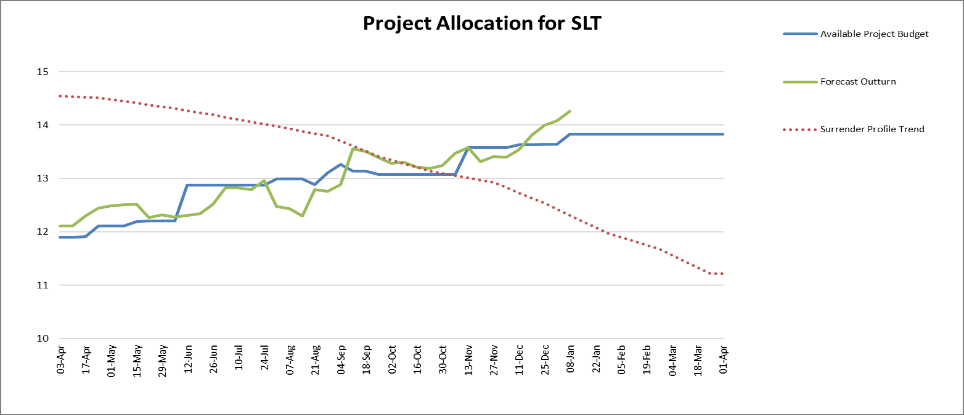 Project Allocation for SLT
Available Project Budget
Forecast Outturn
Surrender Profile Trend
15
14
13
12
11
10
03-Apr
17-Apr
01-May
15-May
29-May
12-Jun
26-Jun
10-Jul
24-Jul
07-Aug
21-Aug
04-Sep
18-Sep
02-Oct
16-Oct
30-Oct
13-Nov
27-Nov
11-Dec
25-Dec
08-Jan
22-Jan
05-Feb
19-Feb
04-Mar
18-Mar
01-Apr